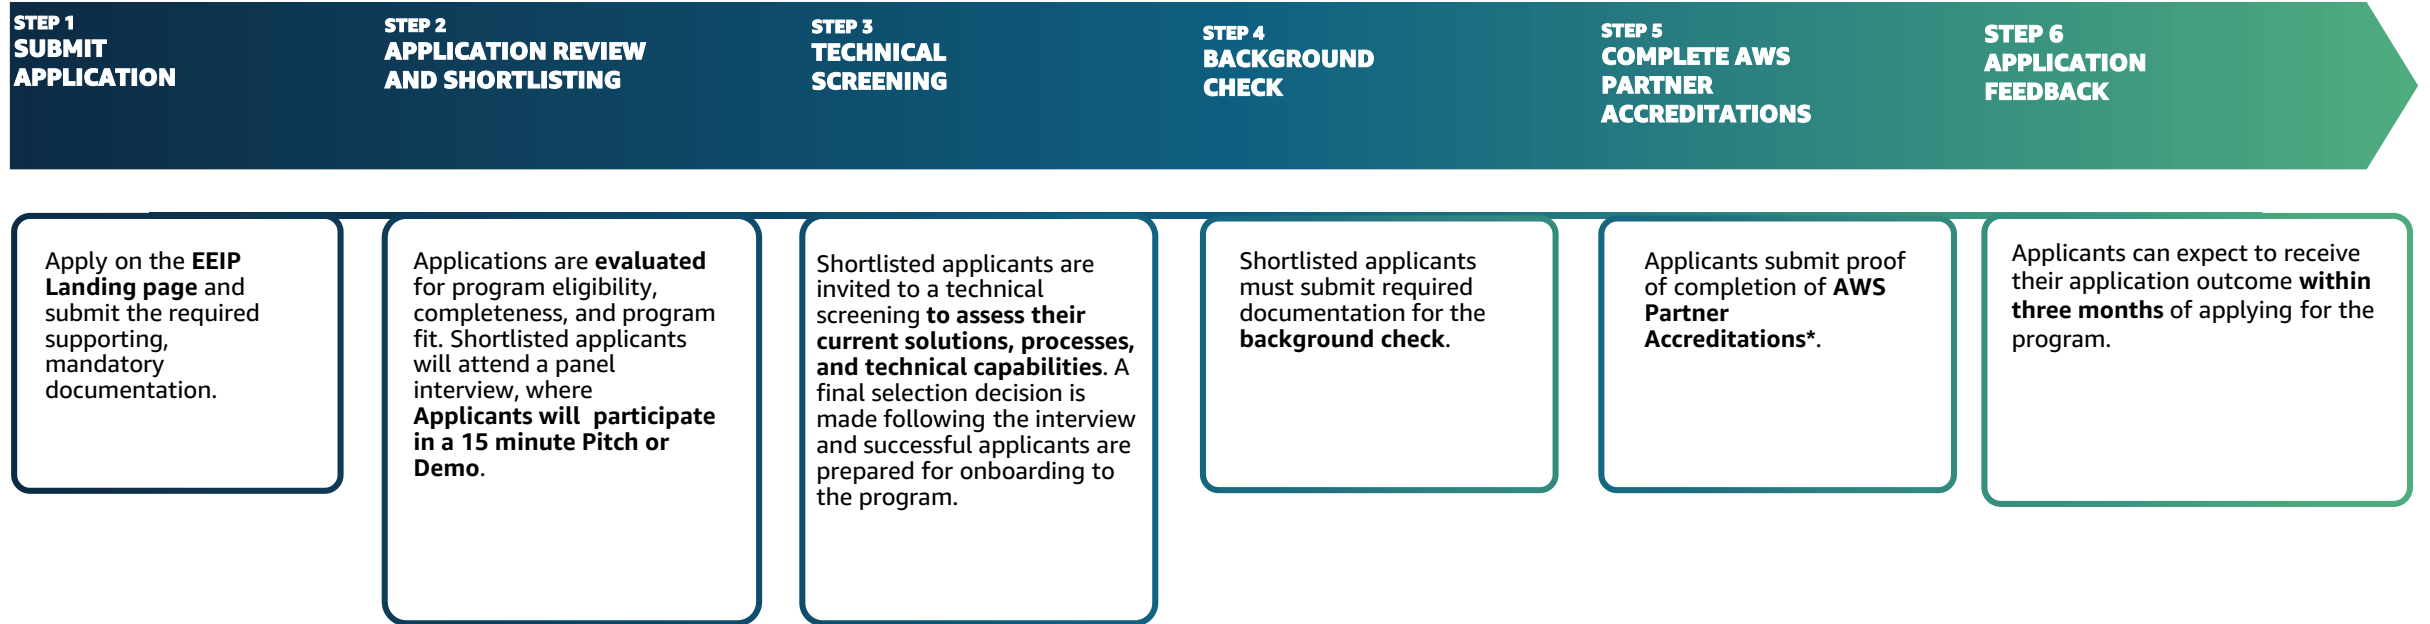 STEP 1
SUBMIT
APPLICATION
STEP 2
APPLICATION REVIEW
AND SHORTLISTING
STEP 3
TECHNICAL
SCREENING
STEP 4
BACKGROUND
CHECK
STEP 5
COMPLETE AWS
PARTNER
ACCREDITATIONS
STEP 6
APPLICATION
FEEDBACK
Apply on the EEIP
Landing page and
submit the required
supporting,
mandatory
documentation.
Applications are evaluated
for program eligibility,
completeness, and program
fit. Shortlisted applicants
will attend a panel
interview, where
Applicants will participate
in a 15 minute Pitch or
Demo.
Shortlisted applicants are
invited to a technical
screening to assess their
current solutions, processes,
and technical capabilities. A
final selection decision is
made following the interview
and successful applicants are
prepared for onboarding to
the program.
Shortlisted applicants
must submit required
documentation for the
background check.
Applicants submit proof
of completion of AWS
Partner
Accreditations*.
Applicants can expect to receive
their application outcome within
three months of applying for the
program.